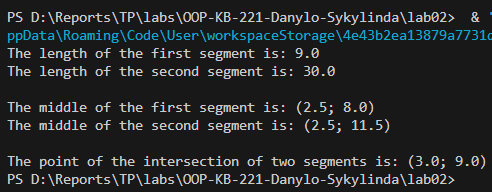 PS D:\Reports\TP\labs\OOP-KB-221-Danylo-Sykylinda\lab02>  & '
ppData\Roaming\Code\User\workspaceStorage\4e43b2ea13879a7731c
The length of the first segment is: 9.0
The length of the second segment is: 30.0
The middle of the first segment is: (2.5; 8.0)
The middle of the second segment is: (2.5; 11.5)
The point of the intersection of two segments is: (3.0; 9.0)
PS D:\Reports\TP\labs\OOP-KB-221-Danylo-Sykylinda\lab02>